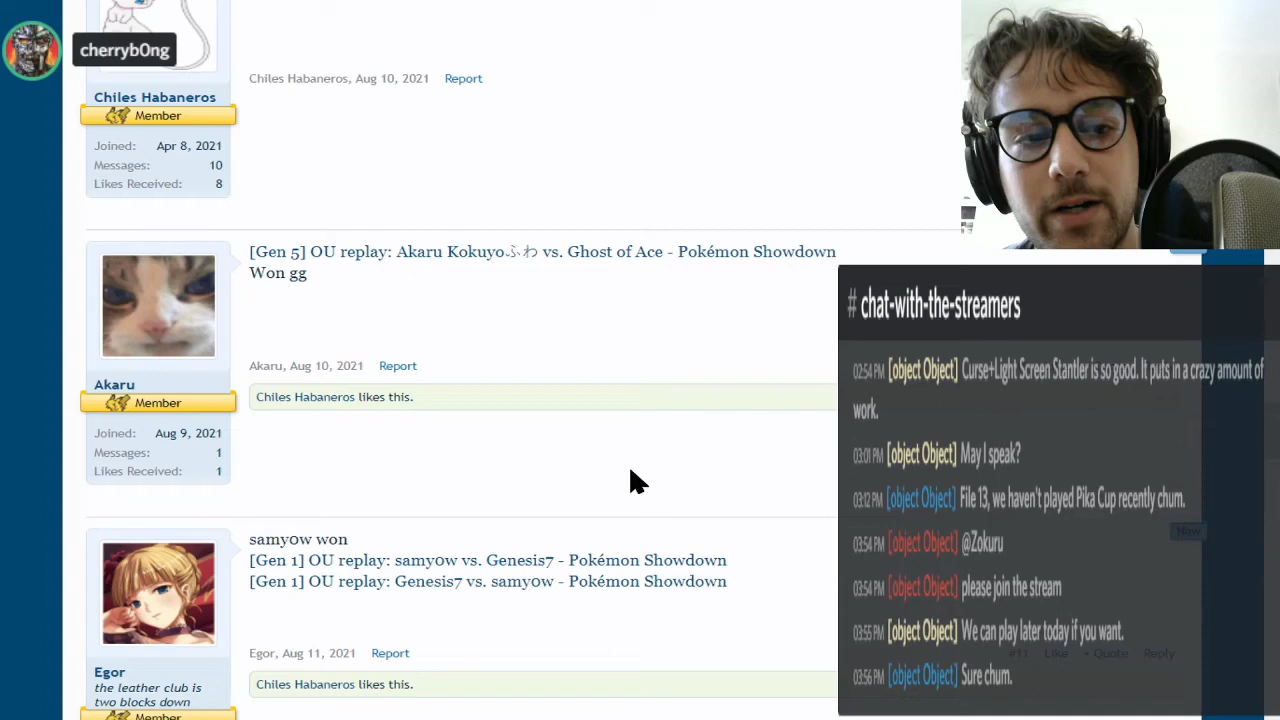 cherryb0ng
Chiles Habaneros, Aug 10, 2021 Report
Chiles Habaneros
Member
Joined: Apr 8, 2021
Messages: 10
Likes Received: 8
[Gen 5] OU replay: Akaru Kokuyoふわ vs. Ghost of Ace - Pokémon Showdown
Won gg
Akaru, Aug 10, 2021 Report
Akaru
Chiles Habaneros likes this.
Member
Joined: Aug 9, 2021
Messages: 1
Likes Received: 1
samy0w won
[Gen 1] OU replay: samy0w vs. Genesis7 - Pokémon Showdown
[Gen 1] OU replay: Genesis7 vs. samy0w - Pokémon Showdown
Egor, Aug 11, 2021 Report
#11 Like + Quote Reply
Egor
Chiles Habaneros likes this.
the leather club is
two blocks down
Member
# chat-with-the-streamers
02:54 PM [object Object] Curse+Light Screen Stantler is so good. It puts in a crazy amount of
work.
03:01 PM [object Object] May I speak?
03:12 PM [object Object] File 13, we haven't played Pika Cup recently chum.
03:54 PM [object Object] @Zokuru
03:54 PM [object Object] please join the stream
03:55 PM [object Object] We can play later today if you want.
03:56 PM [object Object] Sure chum.